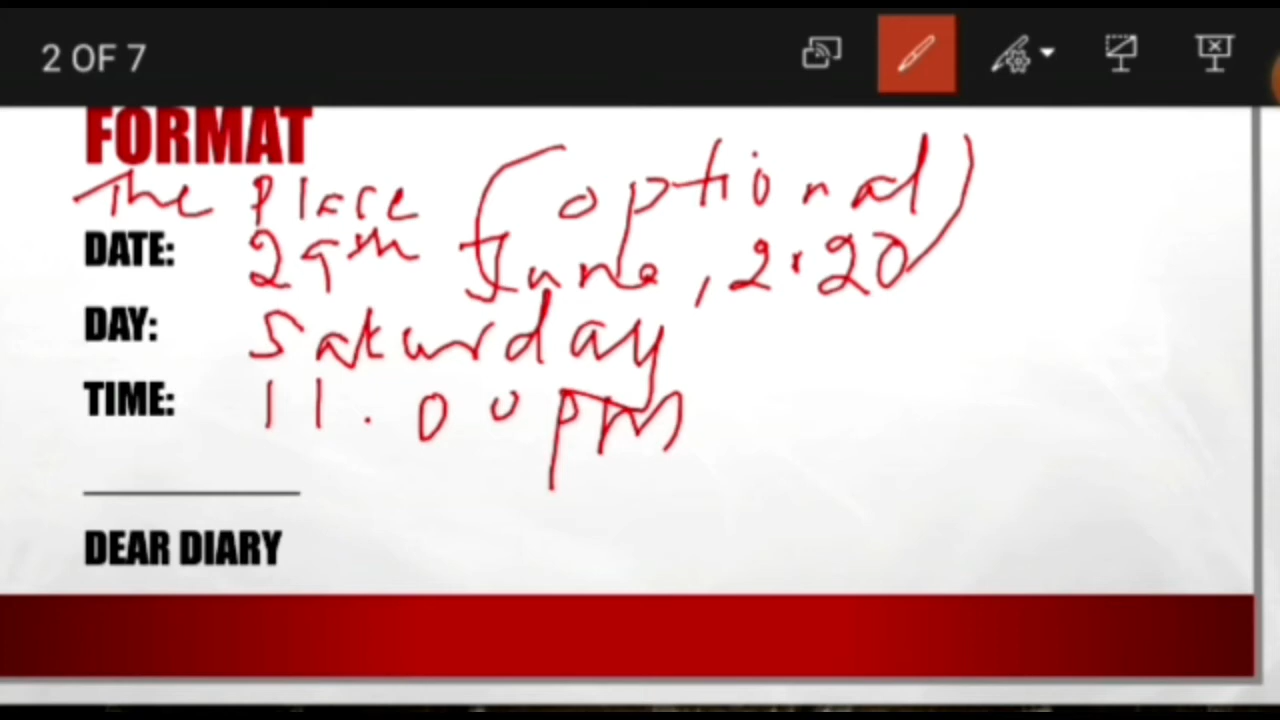 2 OF 7
FORMAT
The Place (optional)
DATE: 29th June, 2020
DAY: Saturday
TIME: 11.00pm
DEAR DIARY